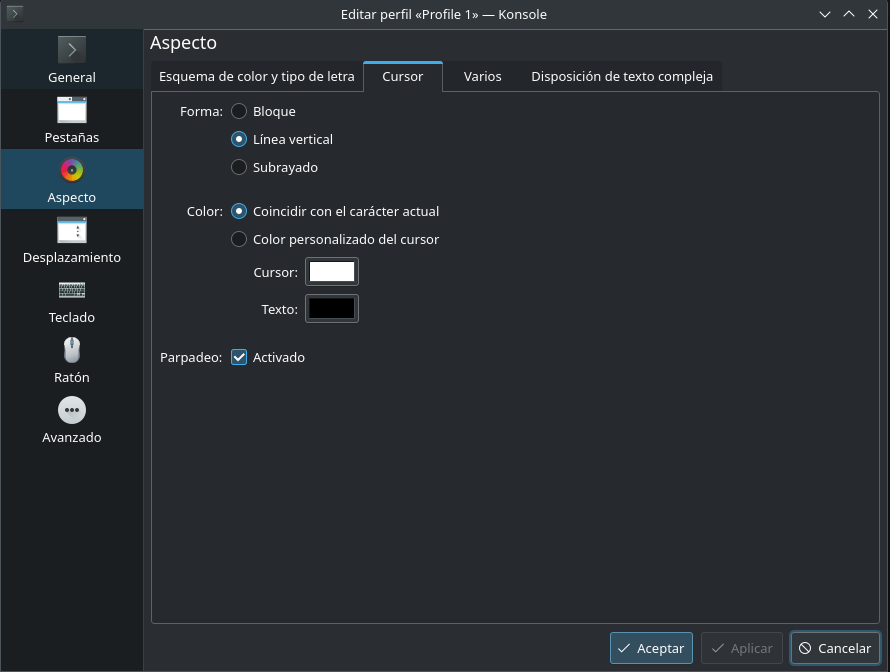 Editar perfil «Profile 1» — Konsole
General
Pestañas
Aspecto
Desplazamiento
Teclado
Ratón
Avanzado
Aspecto
Esquema de color y tipo de letra Cursor Varios Disposición de texto compleja
Forma: Bloque
Línea vertical
Subrayado
Color: Coincidir con el carácter actual
Color personalizado del cursor
Cursor:
Texto:
Parpadeo: Activado
Aceptar Aplicar Cancelar